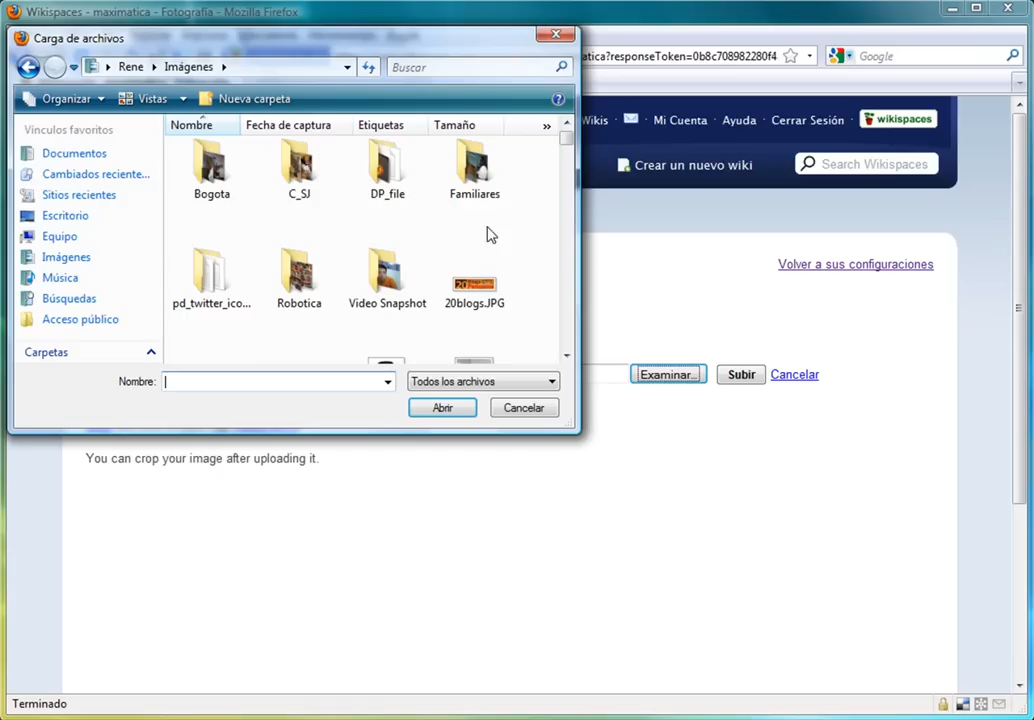 Wikispaces - maximatica - Fotografía - Mozilla Firefox
Carga de archivos
Rene
Imágenes
Buscar
atica?responseToken=0b8c708982280f4
Google
Organizar
Vistas
Nueva carpeta
Vínculos favoritos
Documentos
Cambiados reciente...
Sitios recientes
Escritorio
Equipo
Imágenes
Música
Búsquedas
Acceso público
Carpetas
Nombre
Fecha de captura
Etiquetas
Tamaño
»
Bogota
C_SJ
DP_file
Familiares
pd_twitter_ico...
Robotica
Video Snapshot
20blogs.JPG
Nombre:
Todos los archivos
Abrir
Cancelar
Wikis
Mi Cuenta
Ayuda
Cerrar Sesión
wikispaces
Crear un nuevo wiki
Search Wikispaces
Volver a sus configuraciones
Examinar...
Subir
Cancelar
You can crop your image after uploading it.
Terminado